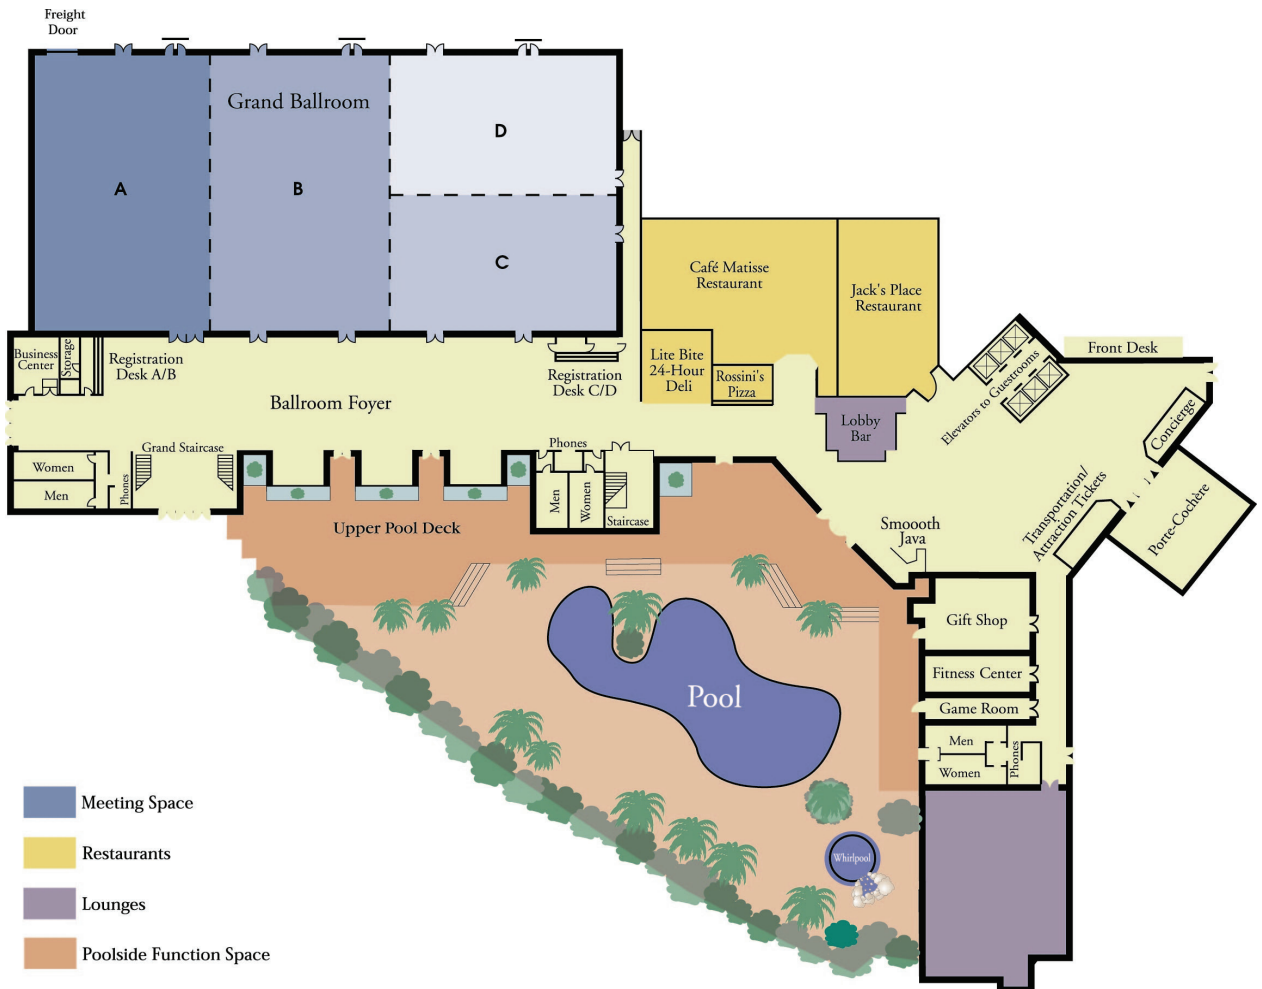 Freight
Door
Grand Ballroom
A
B
D
C
Café Matisse
Restaurant
Jack's Place
Restaurant
Lite Bite
24-Hour
Deli
Rossini's
Pizza
Lobby
Bar
Business
Center
Storage
Registration
Desk A/B
Registration
Desk C/D
Ballroom Foyer
Elevators to Guestrooms
Front Desk
Concierge
Porte-Cochère
Transportation/
Attraction Tickets
Grand Staircase
Women
Men
Phones
Phones
Men
Women
Staircase
Upper Pool Deck
Smoooth
Java
Gift Shop
Fitness Center
Game Room
Men
Women
Phones
Pool
Whirlpool
Meeting Space
Restaurants
Lounges
Poolside Function Space